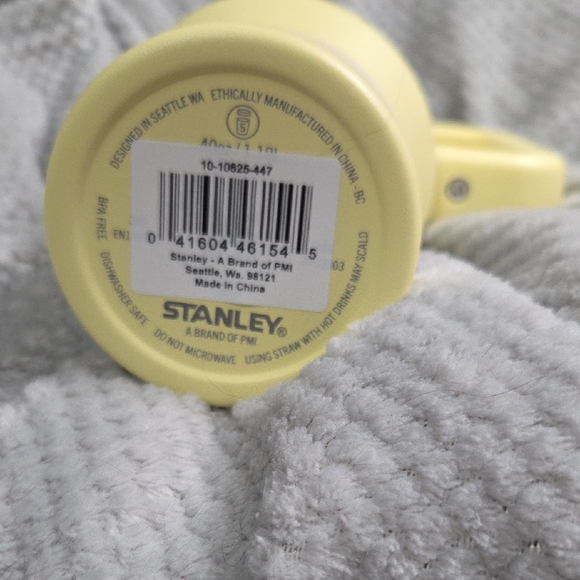 DESIGNED IN SEATTLE WA ETHICALLY MANUFACTURED IN CHINA - BC
10-10825-447
0 41604 46154 5
Stanley - A Brand of PMI
Seattle, Wa. 98121
Made in China
STANLEY®
A BRAND OF PMI
BPA FREE DISHWASHER SAFE DO NOT MICROWAVE USING STRAW WITH HOT DRINKS MAY SCALD